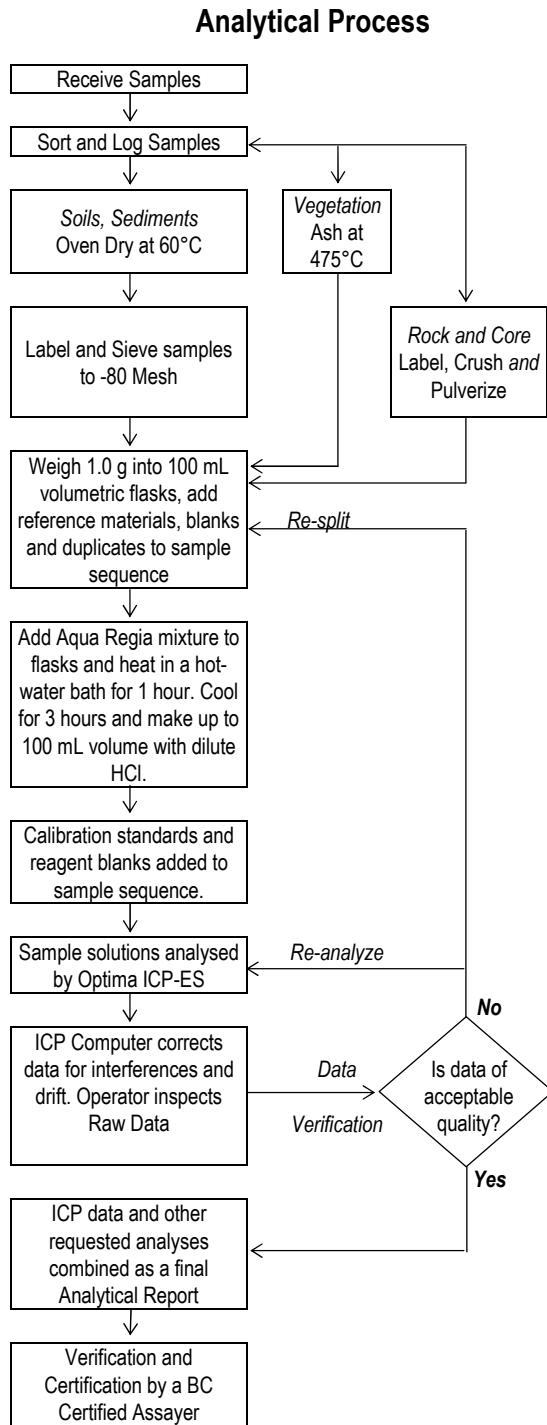 Analytical Process
Receive Samples
Sort and Log Samples
Soils, Sediments
Oven Dry at 60°C
Vegetation
Ash at
475°C
Label and Sieve samples
to -80 Mesh
Rock and Core
Label, Crush and
Pulverize
Weigh 1.0 g into 100 mL
volumetric flasks, add
reference materials, blanks
and duplicates to sample
sequence
Re-split
Add Aqua Regia mixture to
flasks and heat in a hot-
water bath for 1 hour. Cool
for 3 hours and make up to
100 mL volume with dilute
HCl.
Calibration standards and
reagent blanks added to
sample sequence.
Sample solutions analysed
by Optima ICP-ES
Re-analyze
ICP Computer corrects
data for interferences and
drift. Operator inspects
Raw Data
Data
Verification
No
Is data of
acceptable
quality?
Yes
ICP data and other
requested analyses
combined as a final
Analytical Report
Verification and
Certification by a BC
Certified Assayer